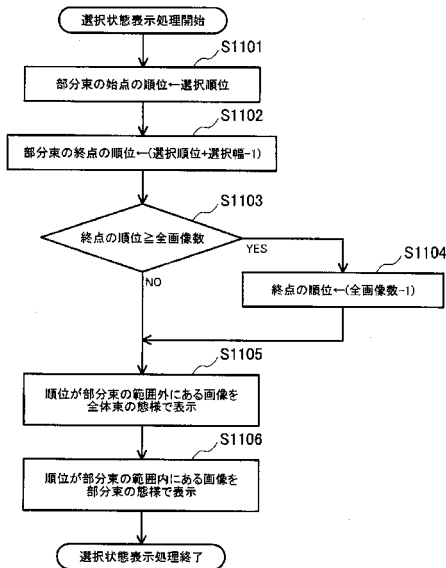 選択状態表示処理開始
S1101
部分束の始点の順位←選択順位
S1102
部分束の終点の順位←(選択順位+選択幅-1)
S1103
終点の順位≧全画像数
YES
S1104
NO
終点の順位←(全画像数-1)
S1105
順位が部分束の範囲外にある画像を
全体束の態様で表示
S1106
順位が部分束の範囲内にある画像を
部分束の態様で表示
選択状態表示処理終了